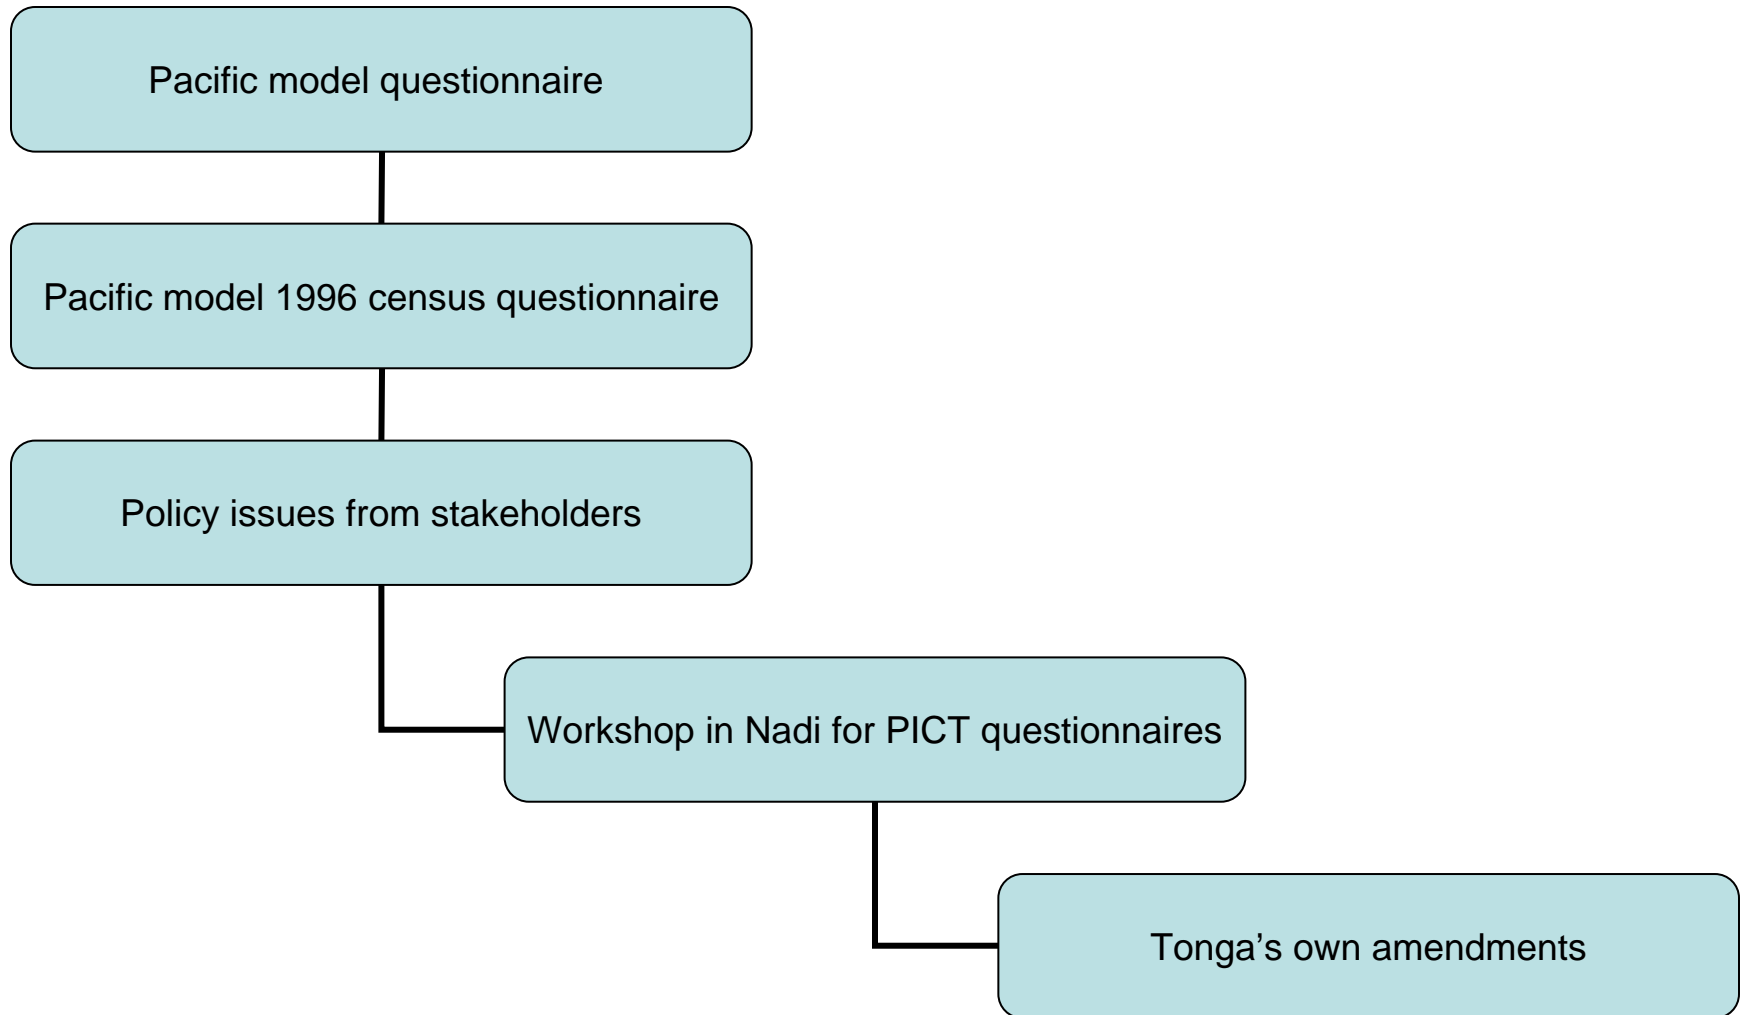 Pacific model questionnaire
Pacific model 1996 census questionnaire
Policy issues from stakeholders
Workshop in Nadi for PICT questionnaires
Tonga’s own amendments